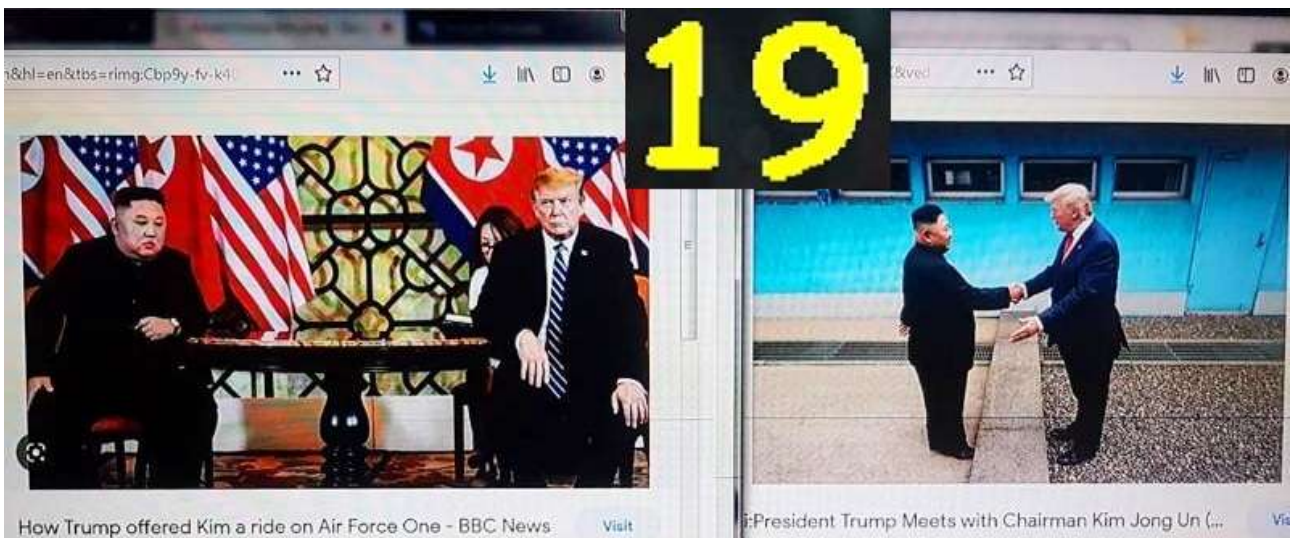 19
&hl=en&tbs=rimg:Cbp9y-fv-k4
&ved
How Trump offered Kim a ride on Air Force One - BBC News
Visit
:President Trump Meets with Chairman Kim Jong Un (...